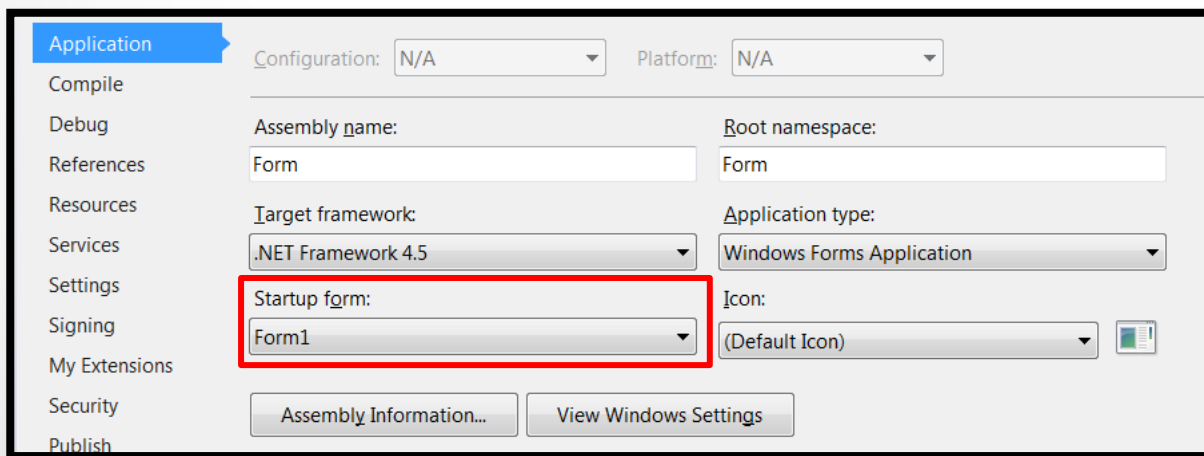 Application
Compile
Debug
References
Resources
Services
Settings
Signing
My Extensions
Security
Publish
Configuration: N/A Platform: N/A
Assembly name: Root namespace:
Form Form
Target framework: Application type:
.NET Framework 4.5 Windows Forms Application
Startup form: Icon:
Form1 (Default Icon)
Assembly Information... View Windows Settings